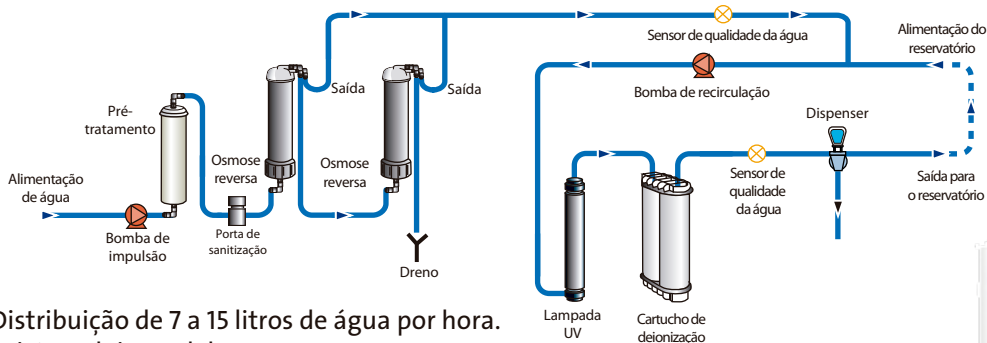 Sensor de qualidade da água
Alimentação do
reservatório
Saída
Saída
Bomba de recirculação
Pré-
tratamento
Dispenser
Osmose
reversa
Osmose
reversa
Alimentação
de água
Sensor de
qualidade
da água
Saída para
o reservatório
Bomba de
impulsão
Porta de
sanitização
Dreno
Lampada
UV
Cartucho de
deionização
Distribuição de 7 a 15 litros de água por hora.